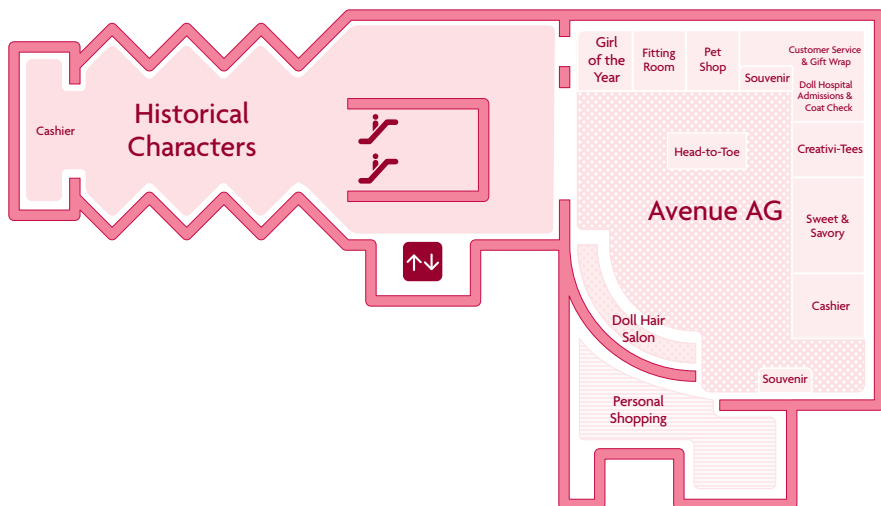 Cashier
Historical
Characters
Girl
of the
Year
Fitting
Room
Pet
Shop
Souvenir
Customer Service
& Gift Wrap
Doll Hospital
Admissions &
Coat Check
Head-to-Toe
Creativi-Tees
Avenue AG
Sweet &
Savory
Cashier
Doll Hair
Salon
Souvenir
Personal
Shopping